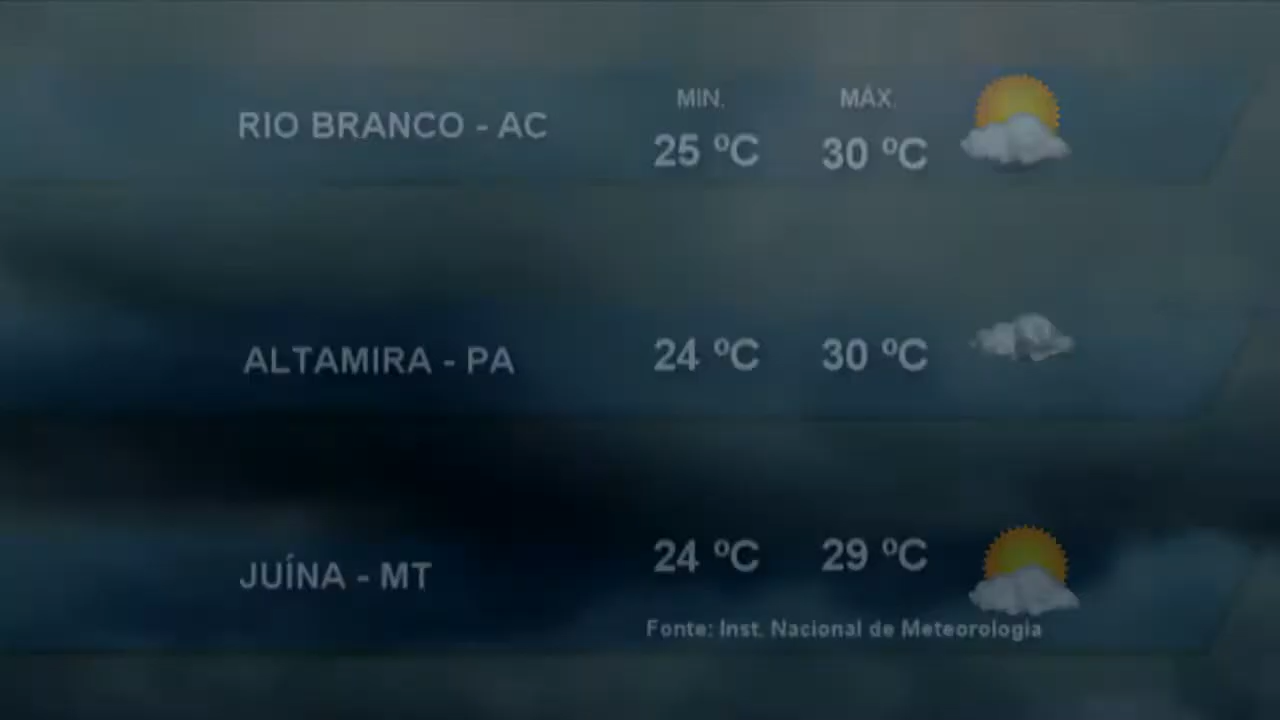 MIN. MÁX.
RIO BRANCO - AC 25 ºC 30 ºC
ALTAMIRA - PA 24 ºC 30 ºC
JUÍNA - MT 24 ºC 29 ºC
Fonte: Inst. Nacional de Meteorologia